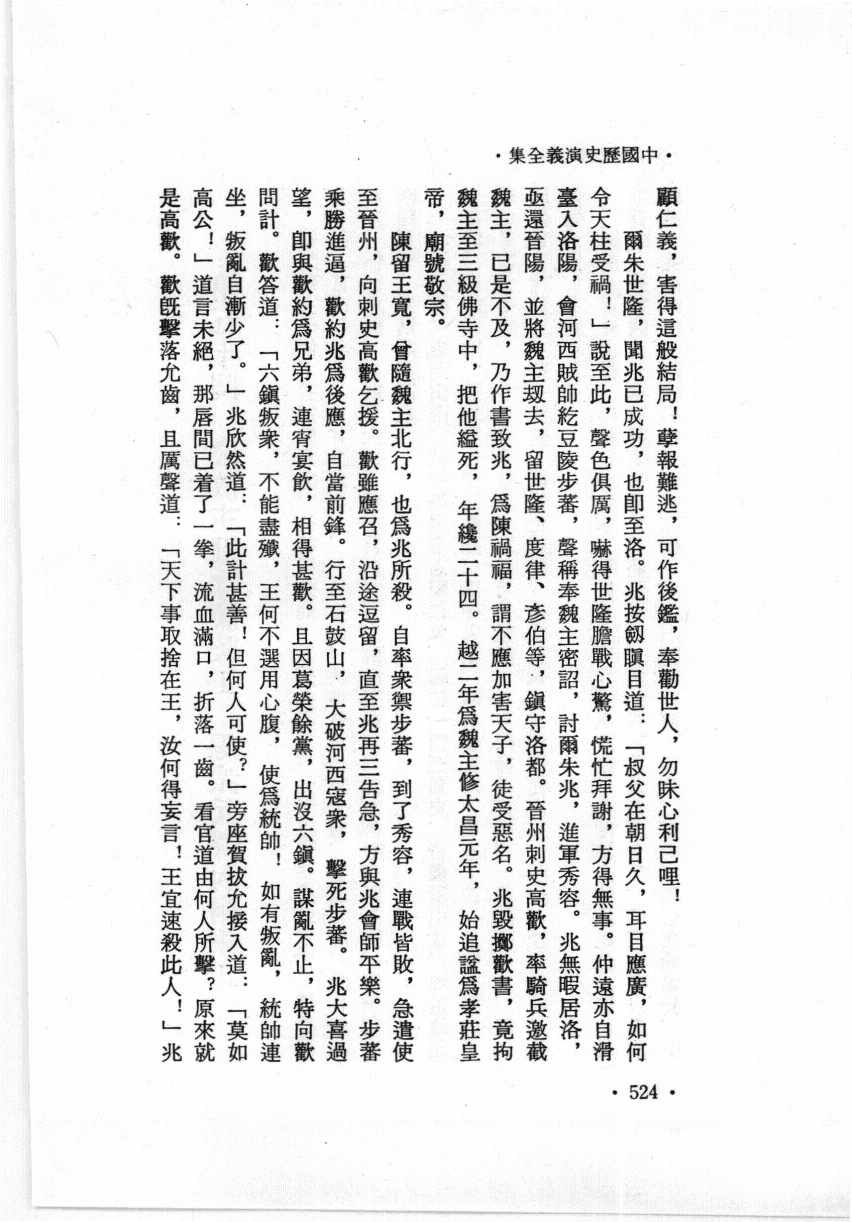 ·中國歷史演義全集·
顧仁義，害得這般結局！孽報難逃，可作後鑑，奉勸世人，勿昧心利己哩！
爾朱世隆，聞兆已成功，也卽至洛。兆按劍瞋目道：「叔父在朝日久，耳目應廣，如何
令天柱受禍！」說至此，聲色俱厲，嚇得世隆膽戰心驚，慌忙拜謝，方得無事。仲遠亦自滑
臺入洛陽，會河西賊帥紇豆陵步蕃，聲稱奉魏主密詔，討爾朱兆，進軍秀容。兆無暇居洛，
亟還晉陽，並將魏主刼去，留世隆、度律、彥伯等，鎭守洛都。晉州刺史高歡，率騎兵邀截
魏主，已是不及，乃作書致兆，爲陳禍福，謂不應加害天子，徒受惡名。兆毀擲歡書，竟拘
魏主至三級佛寺中，把他縊死，年纔二十四。越二年爲魏主修太昌元年，始追諡爲孝莊皇
帝，廟號敬宗。
陳留王寬，曾隨魏主北行，也爲兆所殺。自率衆禦步蕃，到了秀容，連戰皆敗，急遣使
至晉州，向刺史高歡乞援。歡雖應召，沿途逗留，直至兆再三告急，方與兆會師平樂。步蕃
乘勝進逼，歡約兆爲後應，自當前鋒。行至石鼓山，大破河西寇衆，擊死步蕃。兆大喜過
望，卽與歡約爲兄弟，連宵宴飮，相得甚歡。且因葛榮餘黨，出沒六鎭。謀亂不止，特向歡
問計。歡答道：「六鎭叛衆，不能盡殲，王何不選用心腹，使爲統帥！如有叛亂，統帥連
坐，叛亂自漸少了。」兆欣然道：「此計甚善！但何人可使？」旁座賀拔允接入道：「莫如
高公！」道言未絕，那唇間已着了一拳，流血滿口，折落一齒。看官道由何人所擊？原來就
是高歡。歡旣擊落允齒，且厲聲道：「天下事取捨在王，汝何得妄言！王宜速殺此人！」兆
·524·